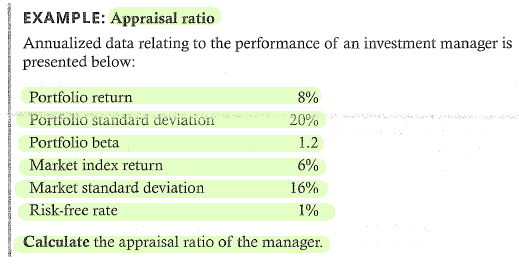 EXAMPLE: Appraisal ratio
Annualized data relating to the performance of an investment manager is
presented below:
Portfolio return 8%
Portfolio standard deviation 20%
Portfolio beta 1.2
Market index return 6%
Market standard deviation 16%
Risk-free rate 1%
Calculate the appraisal ratio of the manager.